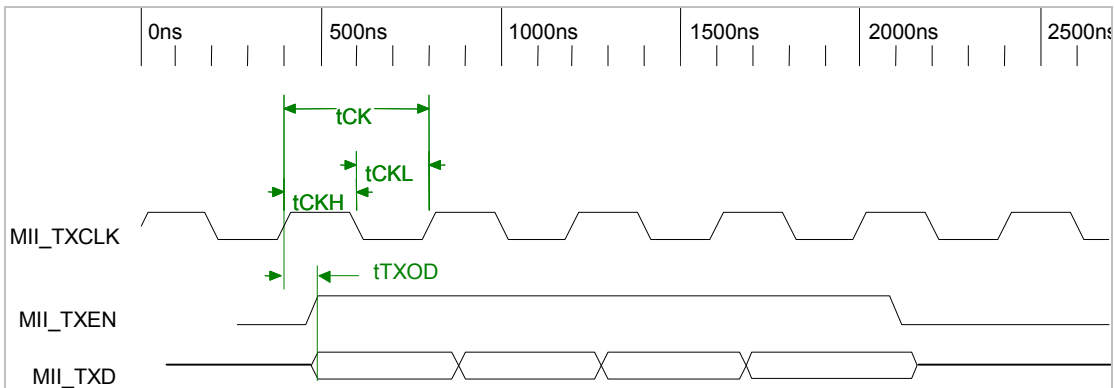 0ns 500ns 1000ns 1500ns 2000ns 2500ns
tCK
tCKL
tCKH
MII_TXCLK
tTXOD
MII_TXEN
MII_TXD